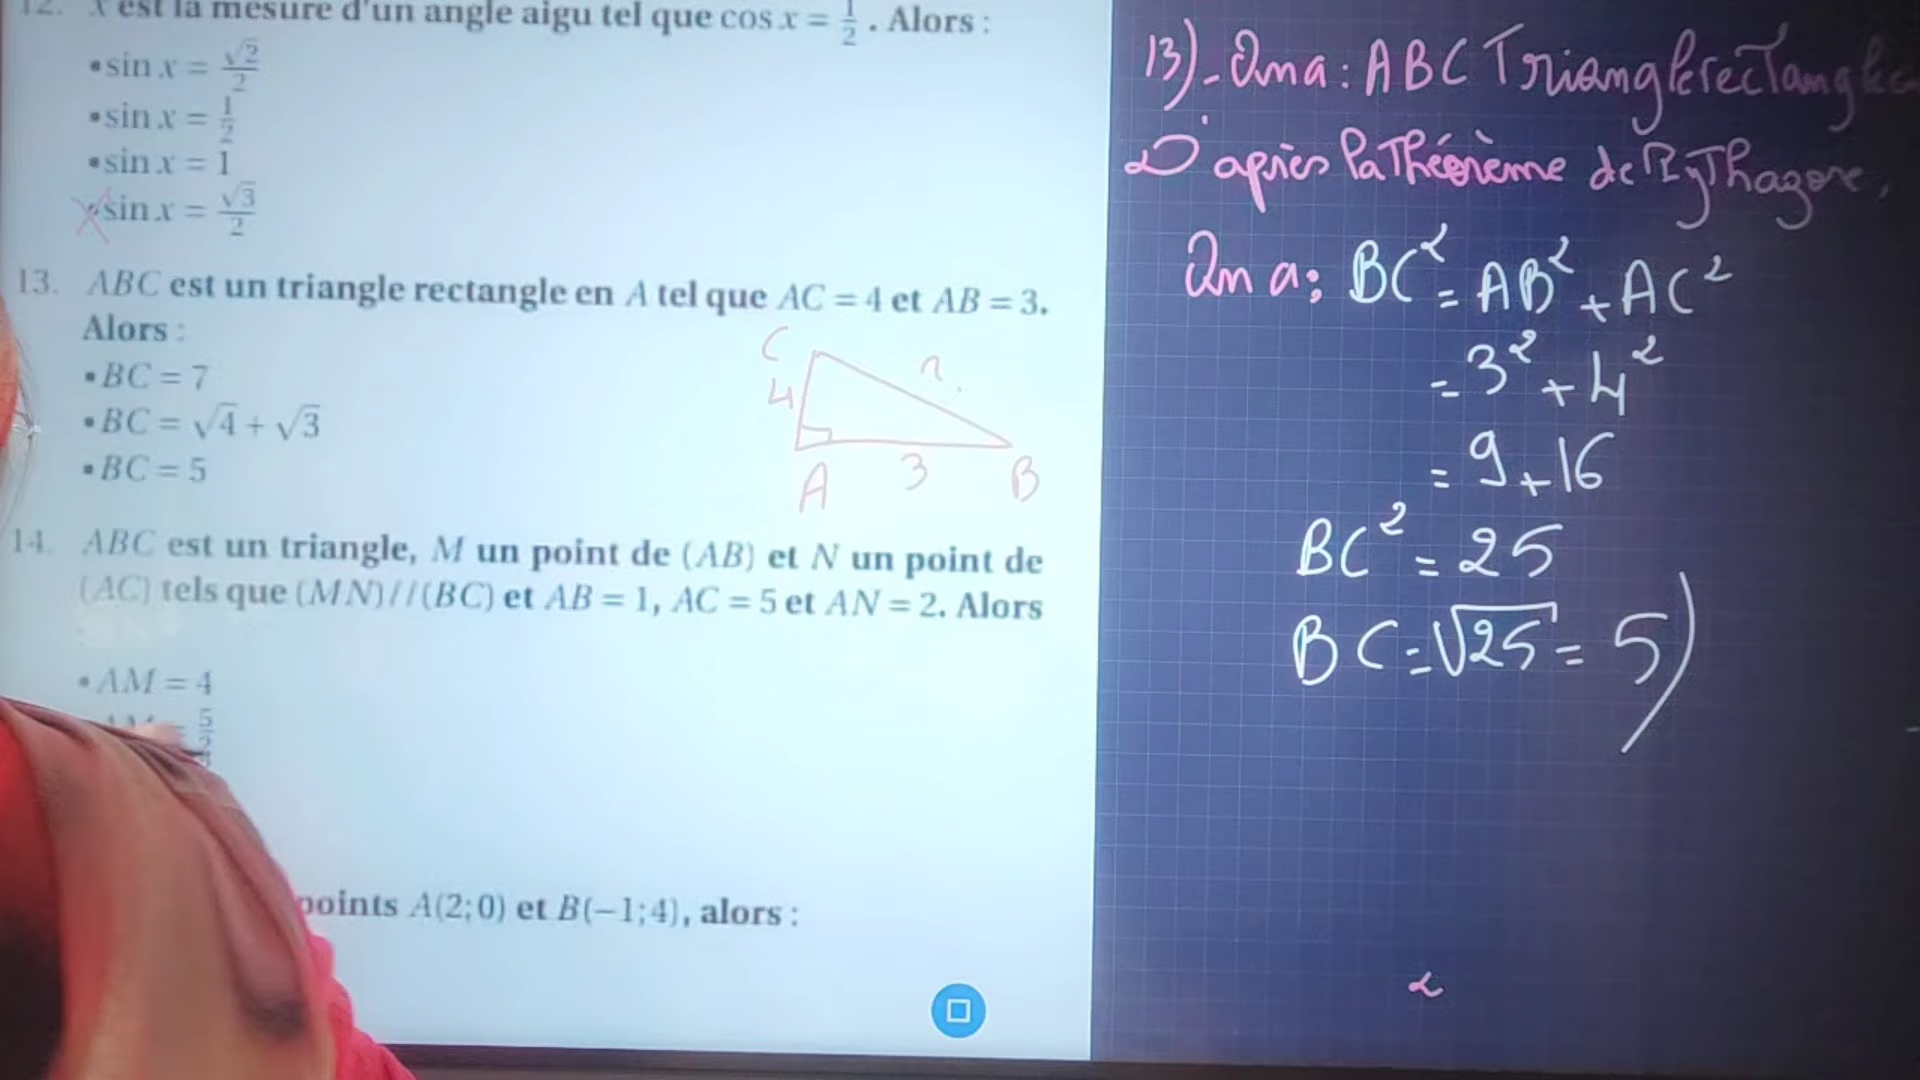 12. x est la mesure d'un angle aigu tel que cos x = 1/2 . Alors :
• sin x = √2/2
• sin x = 1/2
• sin x = 1
• sin x = √3/2
13. ABC est un triangle rectangle en A tel que AC = 4 et AB = 3.
Alors :
• BC = 7
• BC = √4 + √3
• BC = 5
C
4
A 3 B
14. ABC est un triangle, M un point de (AB) et N un point de
(AC) tels que (MN)//(BC) et AB = 1, AC = 5 et AN = 2. Alors
• AM = 4
points A(2;0) et B(−1;4), alors :
13)- On a : ABC Triangle rectangle
D'après la Théorème de Pythagore,
On a : BC² = AB² + AC²
= 3² + 4²
= 9 + 16
BC² = 25
BC = √25 = 5